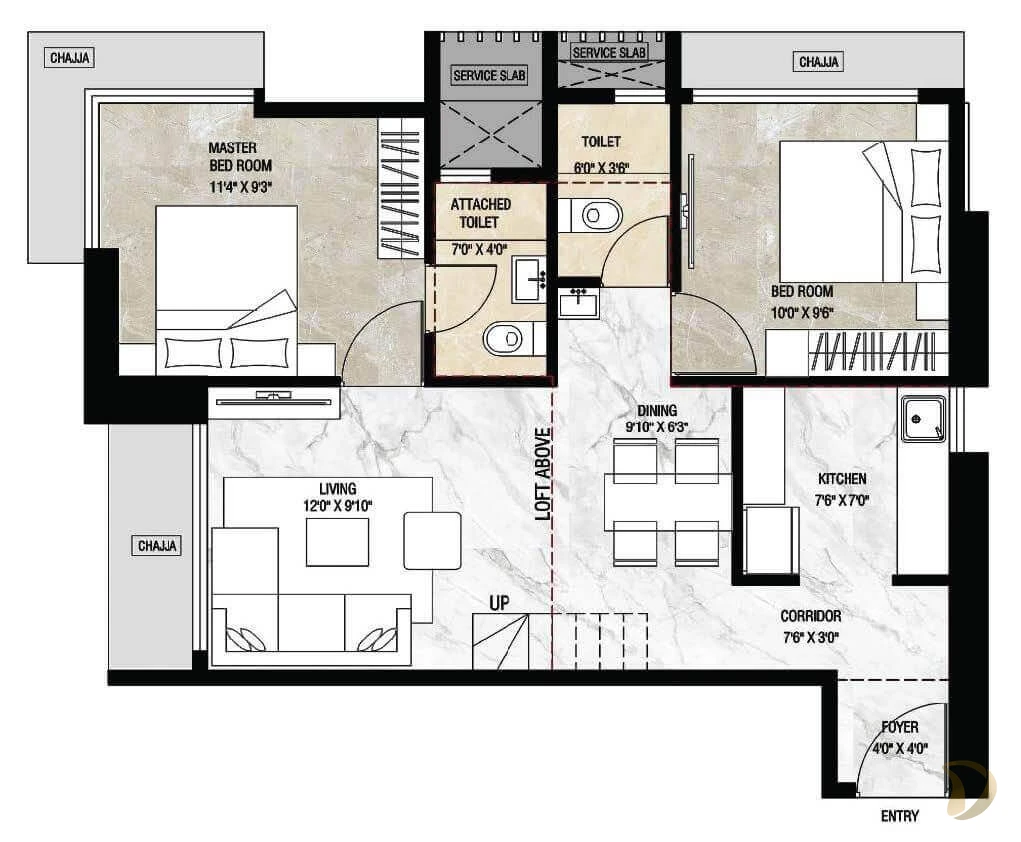 CHAJJA
SERVICE SLAB
SERVICE SLAB
CHAJJA
MASTER
BED ROOM
11'4" X 9'3"
TOILET
6'0" X 3'6"
ATTACHED
TOILET
7'0" X 4'0"
BED ROOM
10'0" X 9'6"
DINING
9'10" X 6'3"
LOFT ABOVE
LIVING
12'0" X 9'10"
KITCHEN
7'6" X 7'0"
CHAJJA
UP
CORRIDOR
7'6" X 3'0"
FOYER
4'0" X 4'0"
ENTRY